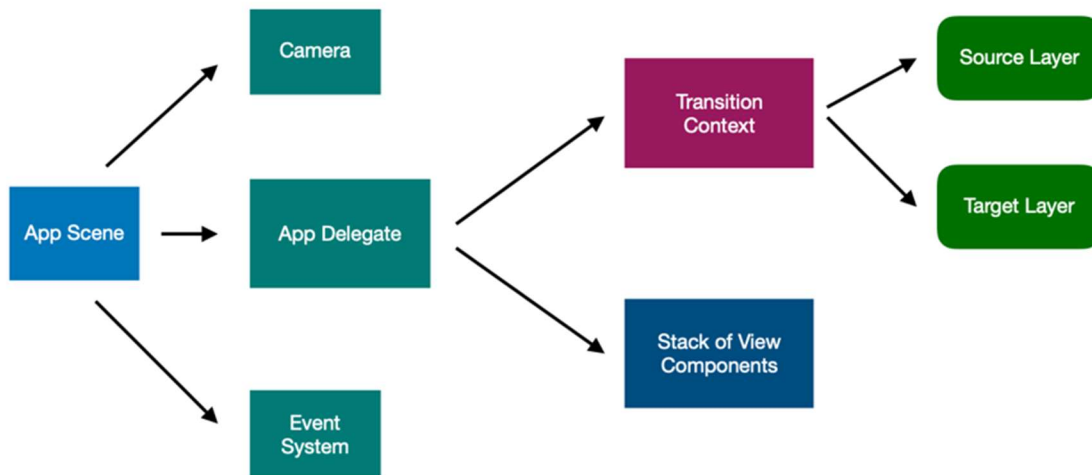 Camera
App Scene
App Delegate
Event
System
Transition
Context
Stack of View
Components
Source Layer
Target Layer